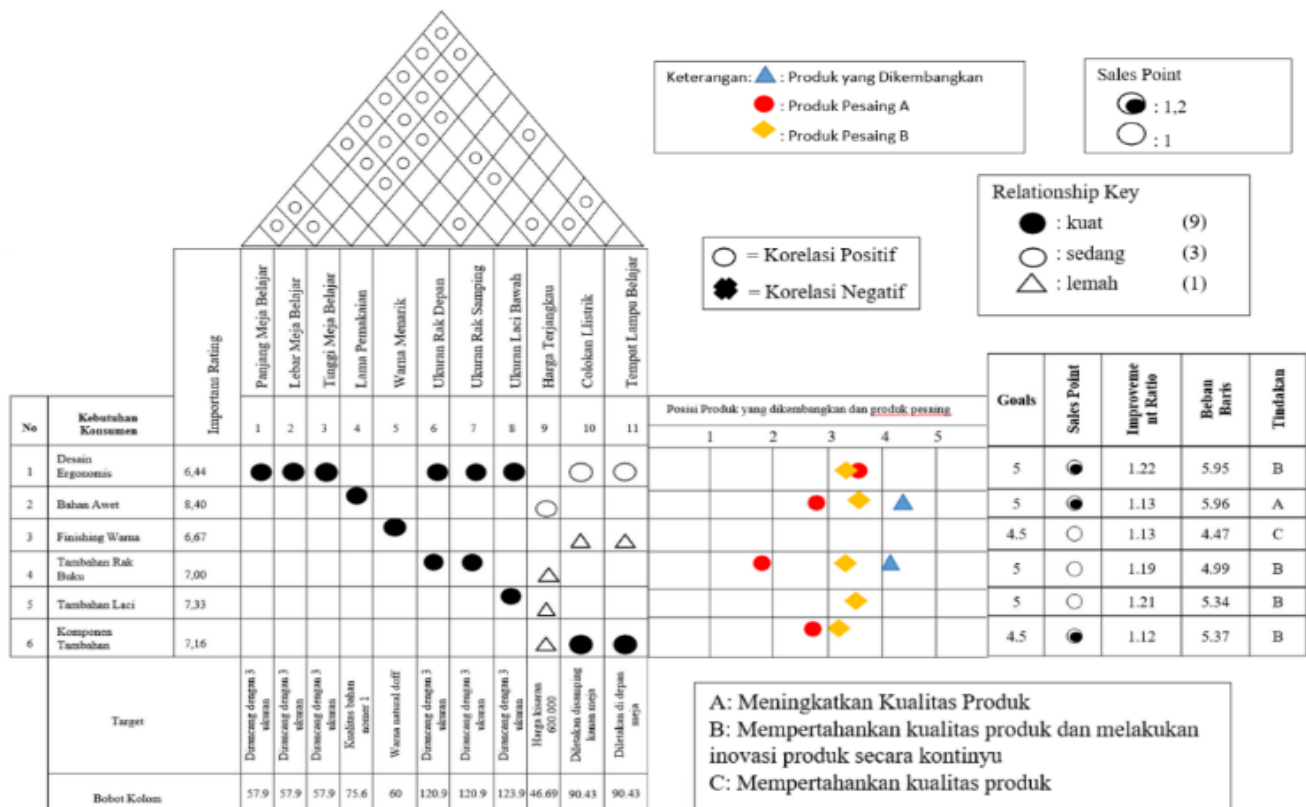 Keterangan: : Produk yang Dikembangkan
: Produk Pesaing A
: Produk Pesaing B
Sales Point
: 1,2
: 1
Relationship Key
: kuat (9)
: sedang (3)
: lemah (1)
= Korelasi Positif
= Korelasi Negatif
No
Kebutuhan
Konsumen
Importans Rating
Panjang Meja Belajar
Lebar Meja Belajar
Tinggi Meja Belajar
Lama Pemakaian
Warna Menarik
Ukuran Rak Depan
Ukuran Rak Samping
Ukuran Laci Bawah
Harga Terjangkau
Colokan Llistrik
Tempat Lampu Belajar
1 2 3 4 5 6 7 8 9 10 11
Posisi Produk yang dikembangkan dan produk pesaing
1 2 3 4 5
Goals
Sales Point
Improveme
nt Ratio
Beban
Baris
Tindakan
1 Desain
Ergonomis 6,44 5 1.22 5.95 B
2 Bahan Awet 8,40 5 1.13 5.96 A
3 Finishing Warna 6,67 4.5 1.13 4.47 C
4 Tambahan Rak
Buku 7,00 5 1.19 4.99 B
5 Tambahan Laci 7,33 5 1.21 5.34 B
6 Komponen
Tambahan 7,16 4.5 1.12 5.37 B
Target
Dirancang dengan 3
ukuran
Dirancang dengan 3
ukuran
Dirancang dengan 3
ukuran
Kualitas bahan
nomer 1
Warna natural doff
Dirancang dengan 3
ukuran
Dirancang dengan 3
ukuran
Dirancang dengan 3
ukuran
Harga kisaran
600.000
Diletakan disamping
kanan meja
Diletakan di depan
meja
Bobot Kolom 57.9 57.9 57.9 75.6 60 120.9 120.9 123.9 46.69 90.43 90.43
A: Meningkatkan Kualitas Produk
B: Mempertahankan kualitas produk dan melakukan
inovasi produk secara kontinyu
C: Mempertahankan kualitas produk